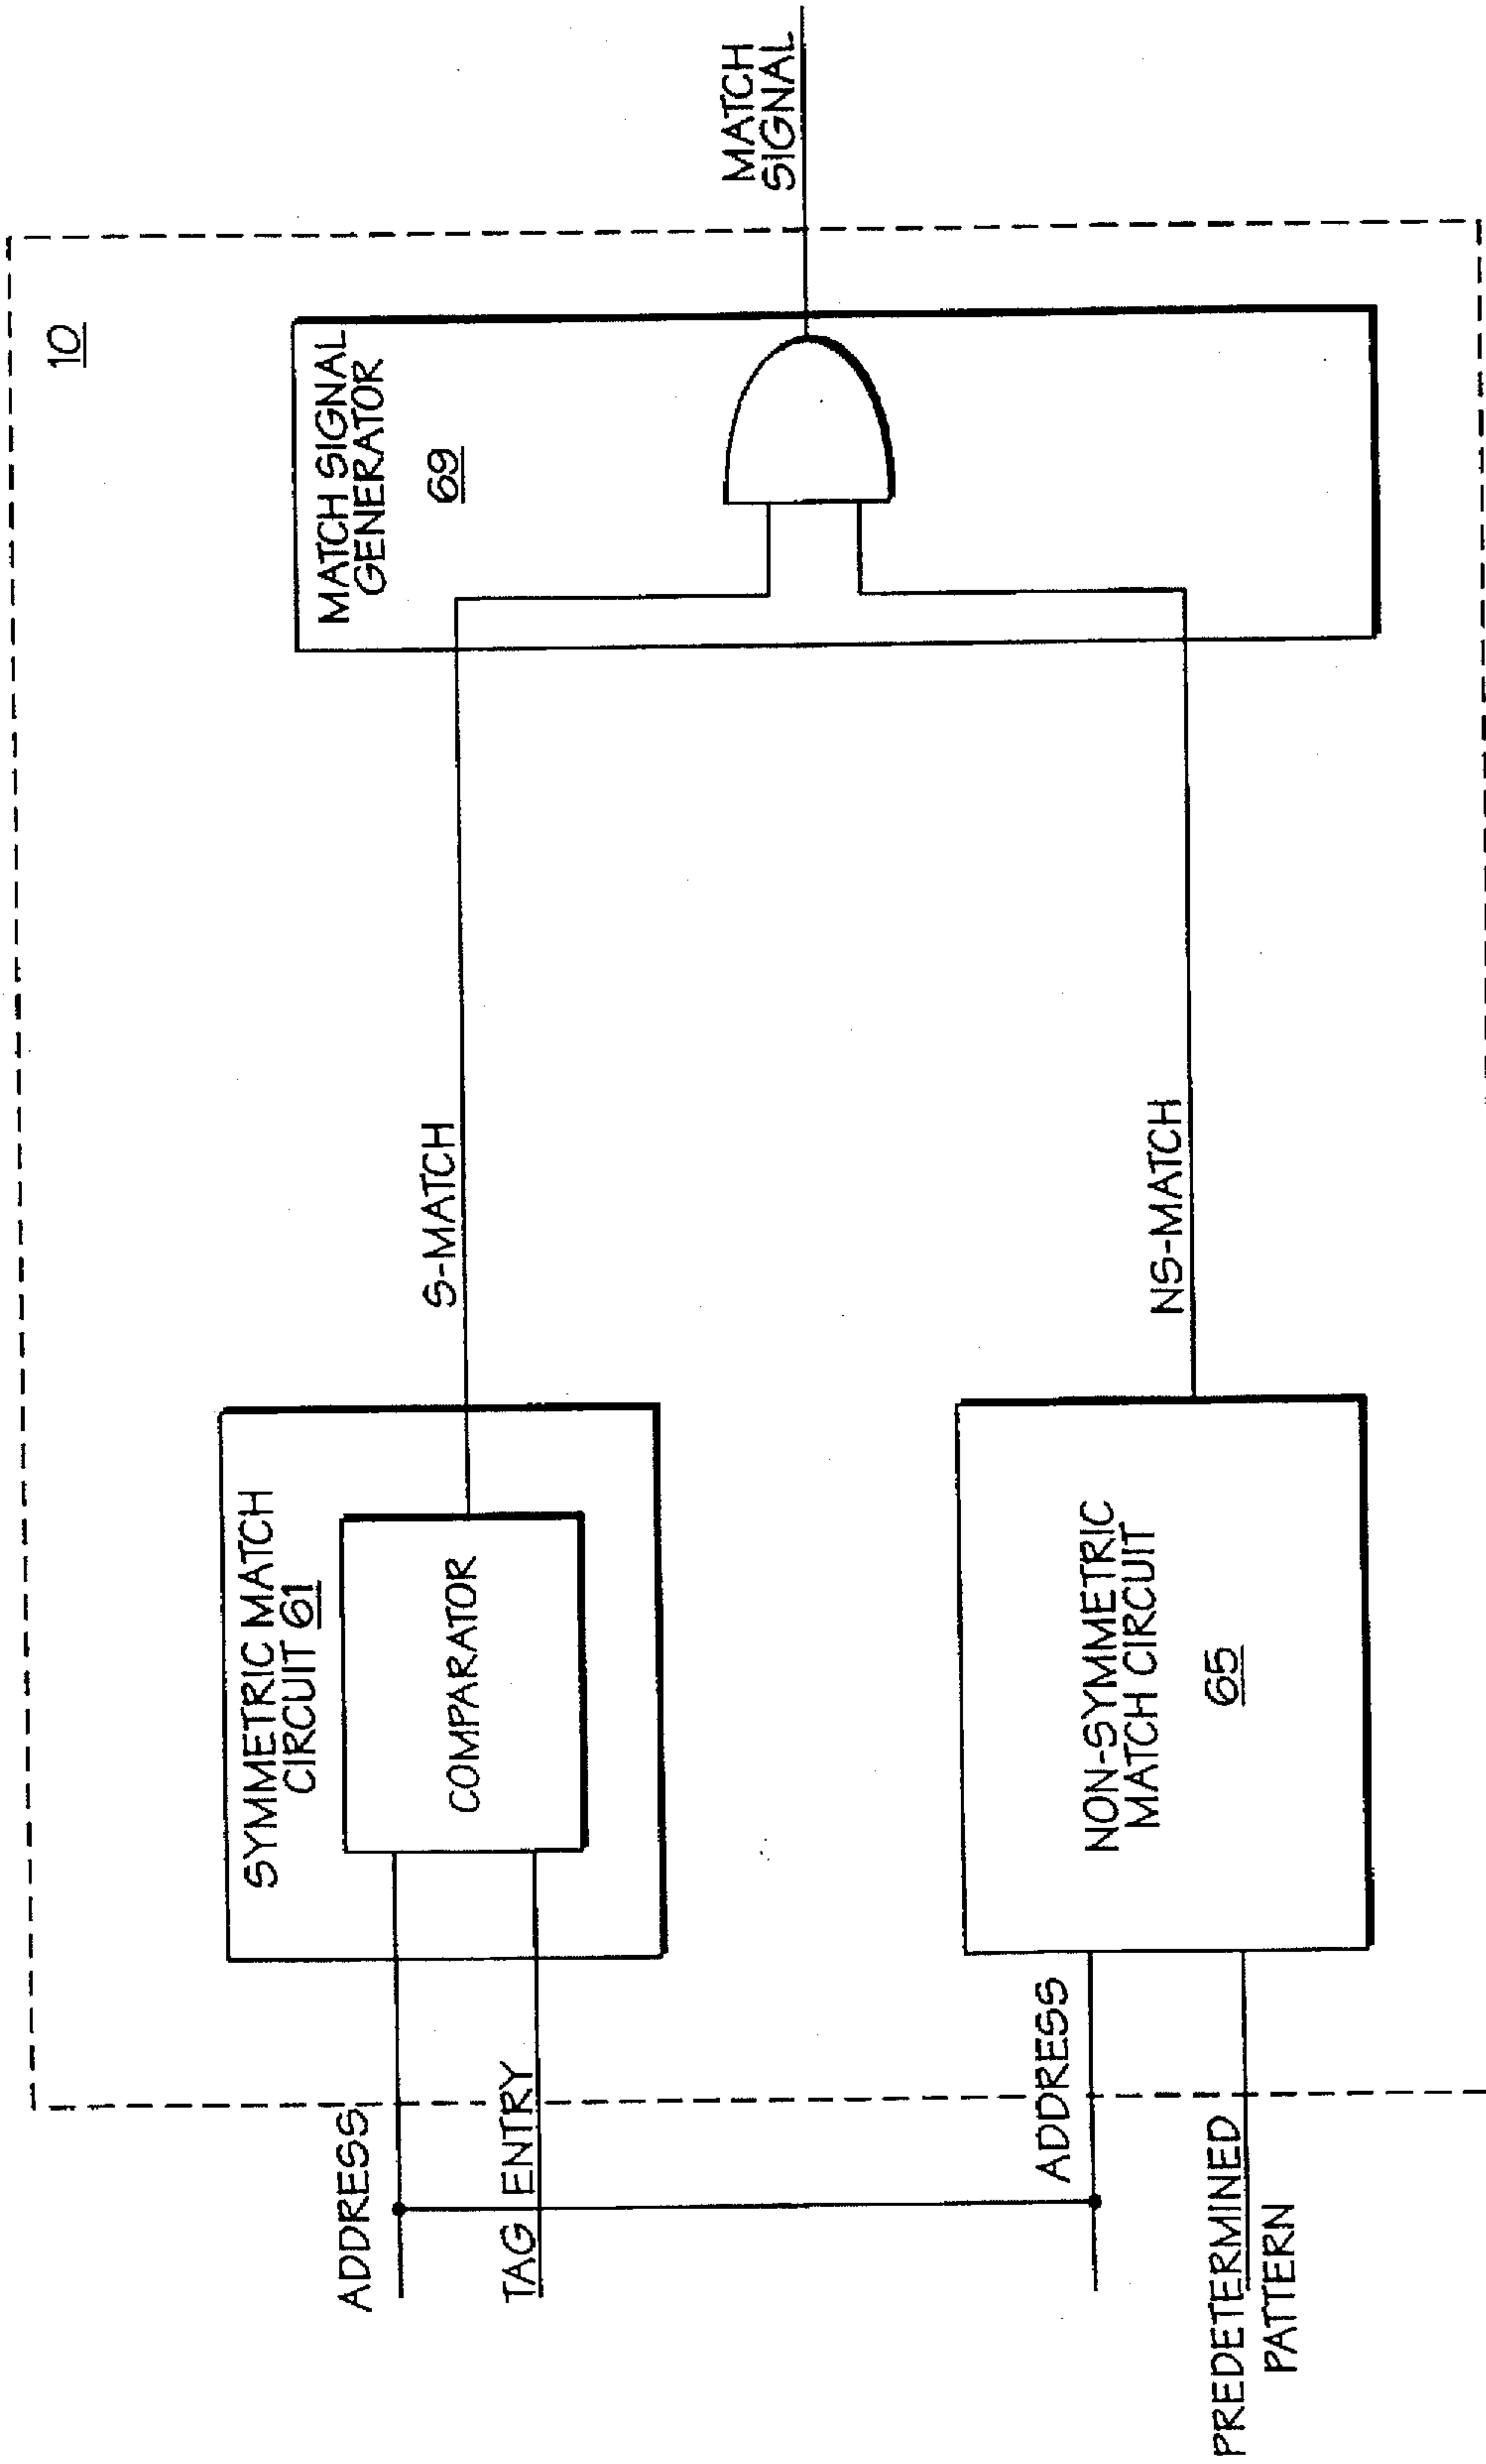 10
SYMMETRIC MATCH
CIRCUIT 61
COMPARATOR
ADDRESS
TAG ENTRY
S-MATCH
MATCH SIGNAL
GENERATOR
69
MATCH
SIGNAL
ADDRESS
PREDETERMINED
PATTERN
NON-SYMMETRIC
MATCH CIRCUIT
65
NS-MATCH